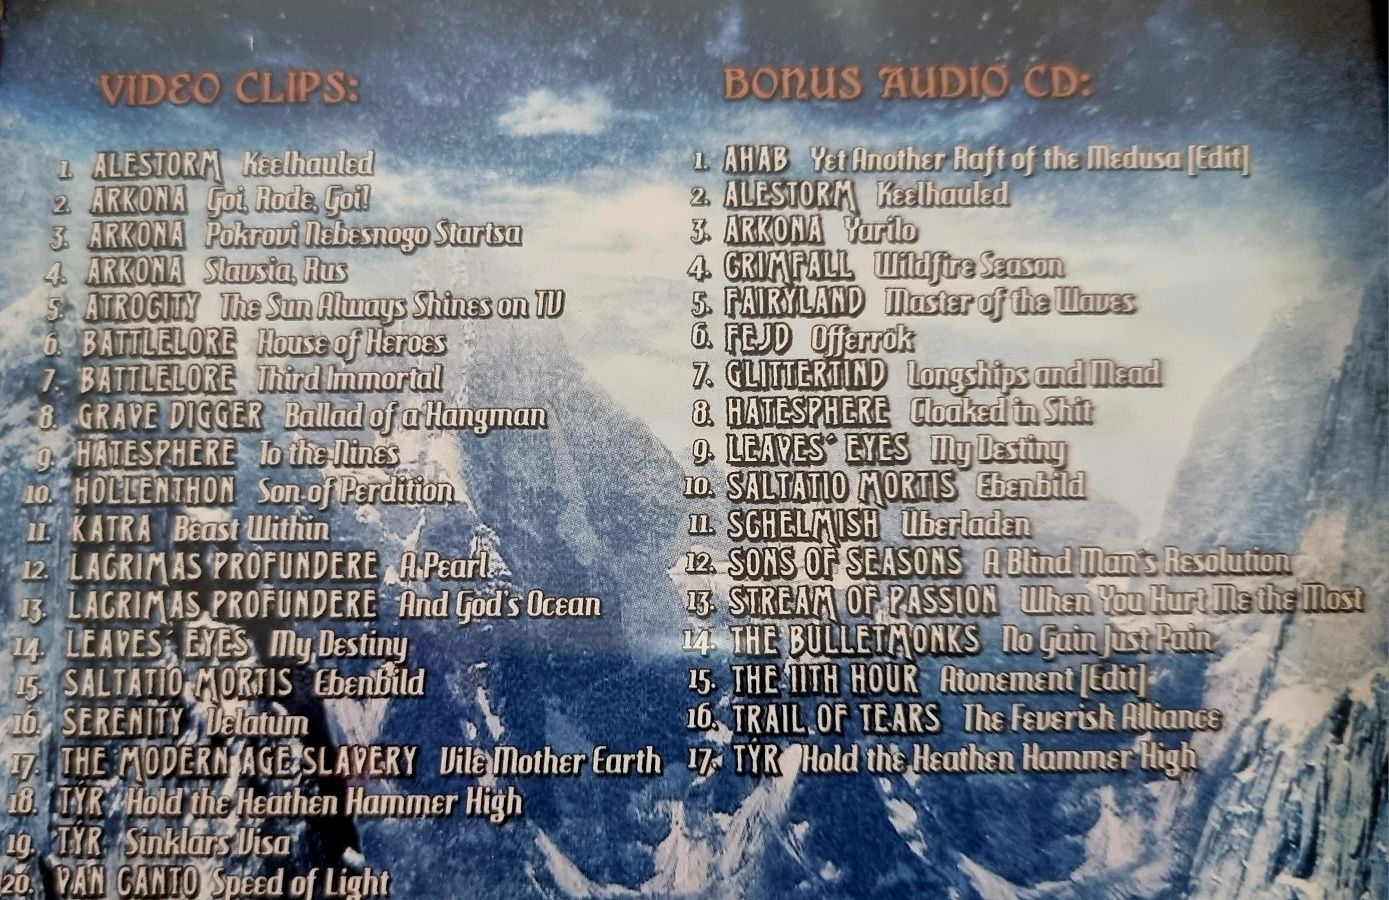 VIDEO CLIPS:
1. ALESTORM Keelhauled
2. ARKONA Goi, Rode, Goi!
3. ARKONA Pokrovi Nebesnogo Startsa
4. ARKONA Slavsia, Rus
5. ATROCITY The Sun Always Shines on TV
6. BATTLELORE House of Heroes
7. BATTLELORE Third Immortal
8. GRAVE DIGGER Ballad of a Hangman
9. HATESPHERE To the Nines
10. HOLLENTHON Son of Perdition
11. KATRA Beast Within
12. LACRIMAS PROFUNDERE A Pearl
13. LACRIMAS PROFUNDERE And God's Ocean
14. LEAVES´ EYES My Destiny
15. SALTATIO MORTIS Ebenbild
16. SERENITY Velatum
17. THE MODERN AGE SLAVERY Vile Mother Earth
18. TÝR Hold the Heathen Hammer High
19. TÝR Sinklars Visa
20. VAN CANTO Speed of Light
BONUS AUDIO CD:
1. AHAB Yet Another Raft of the Medusa [Edit]
2. ALESTORM Keelhauled
3. ARKONA Yarilo
4. GRIMFALL Wildfire Season
5. FAIRYLAND Master of the Waves
6. FEJD Offerrök
7. GLITTERTIND Longships and Mead
8. HATESPHERE Cloaked in Shit
9. LEAVES´ EYES My Destiny
10. SALTATIO MORTIS Ebenbild
11. SCHELMISH Überladen
12. SONS OF SEASONS A Blind Man's Resolution
13. STREAM OF PASSION When You Hurt Me the Most
14. THE BULLETMONKS No Gain Just Pain
15. THE 11TH HOUR Atonement [Edit]
16. TRAIL OF TEARS The Feverish Alliance
17. TÝR Hold the Heathen Hammer High